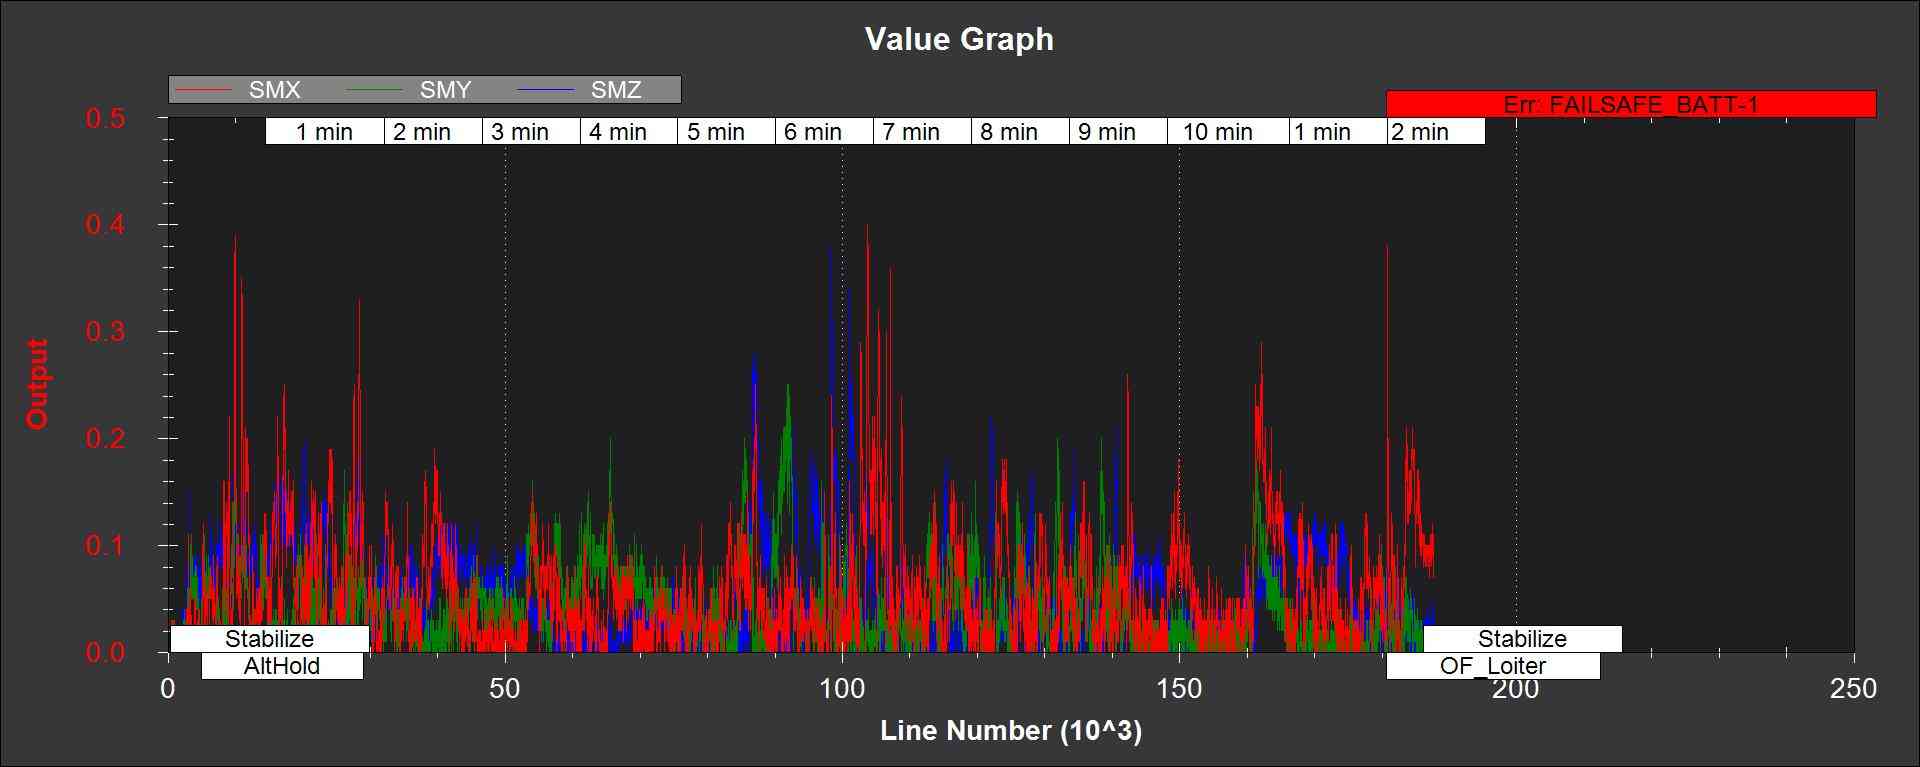 Value Graph
SMX SMY SMZ
Err: FAILSAFE_BATT-1
0.5
1 min 2 min 3 min 4 min 5 min 6 min 7 min 8 min 9 min 10 min 1 min 2 min
0.4
0.3
Output
0.2
0.1
0.0
Stabilize Stabilize
AltHold OF_Loiter
0 50 100 150 200 250
Line Number (10^3)